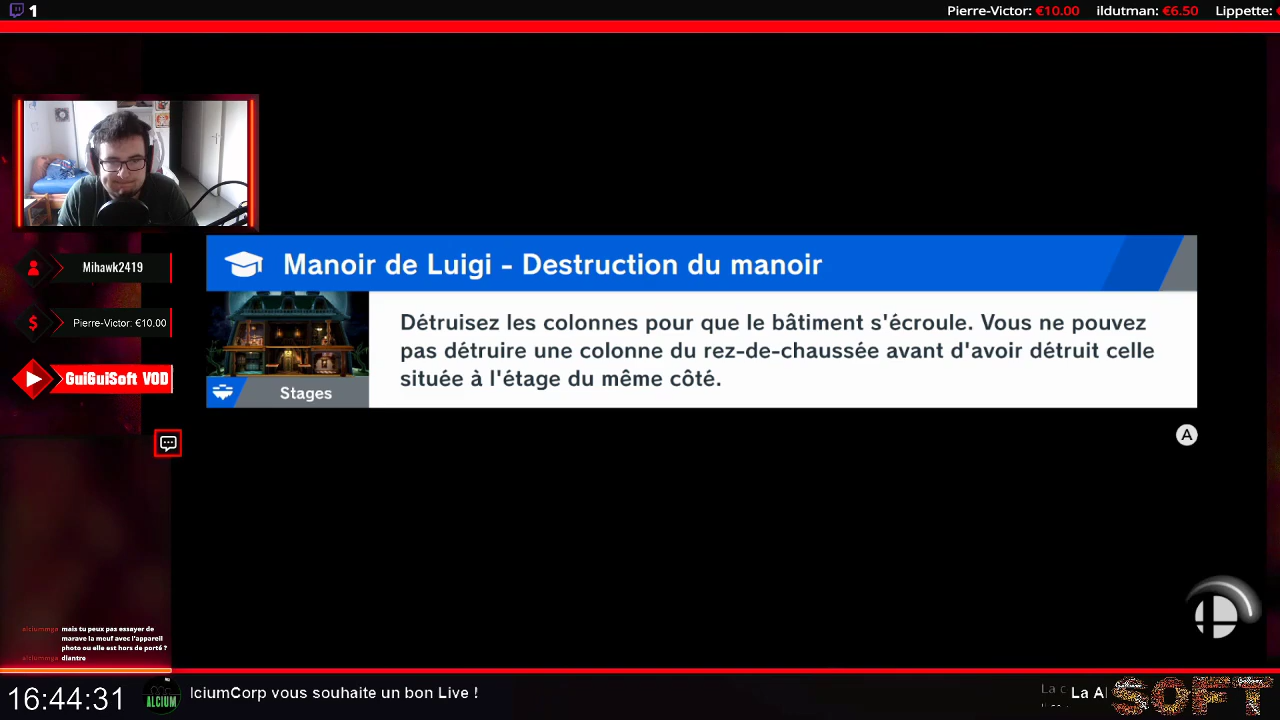 1
Pierre-Victor: €10.00 ildutman: €6.50 Lippette:
Mihawk2419
Manoir de Luigi - Destruction du manoir
Pierre-Victor: €10.00
Détruisez les colonnes pour que le bâtiment s'écroule. Vous ne pouvez
pas détruire une colonne du rez-de-chaussée avant d'avoir détruit celle
située à l'étage du même côté.
GuiGuiSoft VOD
Stages
A
mais tu peux pas essayer de
marave la meuf avec l'appareil
photo ou elle est hors de porté ?
diantre
16:44:31
ALCIUM
lciumCorp vous souhaite un bon Live !
La Al
SOFT